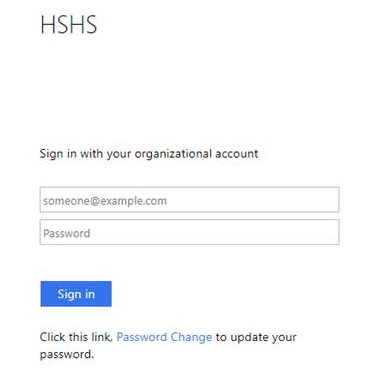 HSHS
Sign in with your organizational account
someone@example.com
Password
Sign in
Click this link, Password Change to update your
password.